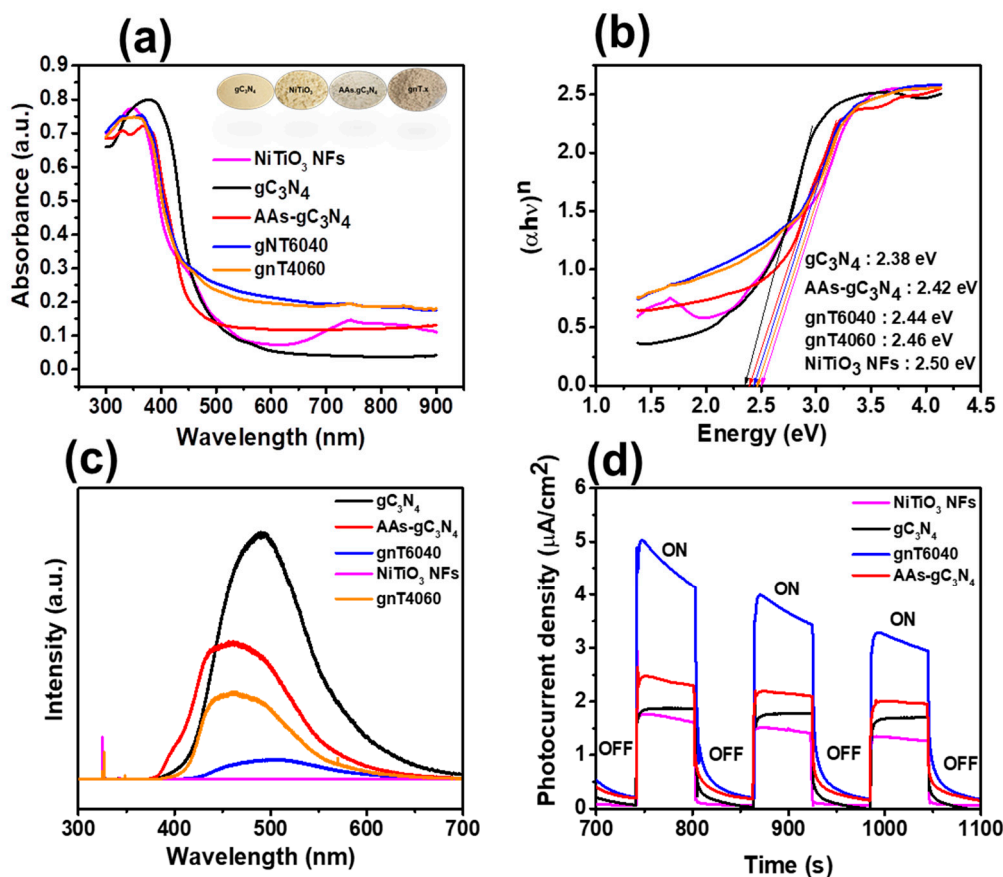 (a)
0.9
0.8
0.7
0.6
0.5
0.4
0.3
0.2
0.1
0.0
Absorbance (a.u.)
gC₃N₄ NiTiO₃ AAs.gC₃N₄ gnT.x
NiTiO₃ NFs
gC₃N₄
AAs-gC₃N₄
gNT6040
gnT4060
300 400 500 600 700 800 900
Wavelength (nm)
(b)
2.5
2.0
1.5
1.0
0.5
0.0
(αhν)ⁿ
gC₃N₄ : 2.38 eV
AAs-gC₃N₄ : 2.42 eV
gnT6040 : 2.44 eV
gnT4060 : 2.46 eV
NiTiO₃ NFs : 2.50 eV
1.0 1.5 2.0 2.5 3.0 3.5 4.0 4.5
Energy (eV)
(c)
Intensity (a.u.)
gC₃N₄
AAs-gC₃N₄
gnT6040
NiTiO₃ NFs
gnT4060
300 400 500 600 700
Wavelength (nm)
(d)
6
5
4
3
2
1
0
Photocurrent density (µA/cm²)
NiTiO₃ NFs
gC₃N₄
gnT6040
AAs-gC₃N₄
ON
ON
ON
OFF OFF OFF OFF
700 800 900 1000 1100
Time (s)